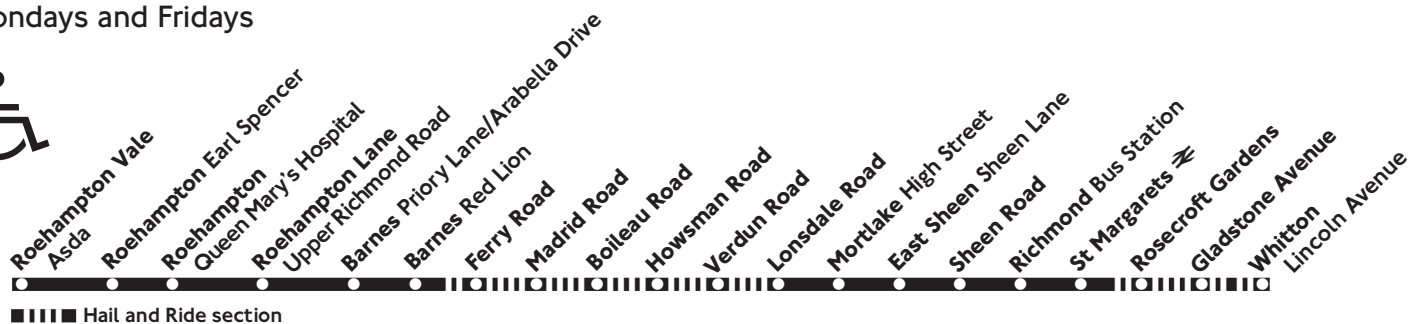 ondays and Fridays
Roehampton Vale
Asda
Roehampton Earl Spencer
Roehampton
Queen Mary's Hospital
Roehampton Lane
Upper Richmond Road
Barnes Priory Lane/Arabella Drive
Barnes Red Lion
Ferry Road
Madrid Road
Boileau Road
Howsman Road
Verdun Road
Lonsdale Road
Mortlake High Street
East Sheen Sheen Lane
Sheen Road
Richmond Bus Station
St Margarets
Rosecroft Gardens
Gladstone Avenue
Whitton
Lincoln Avenue
Hail and Ride section